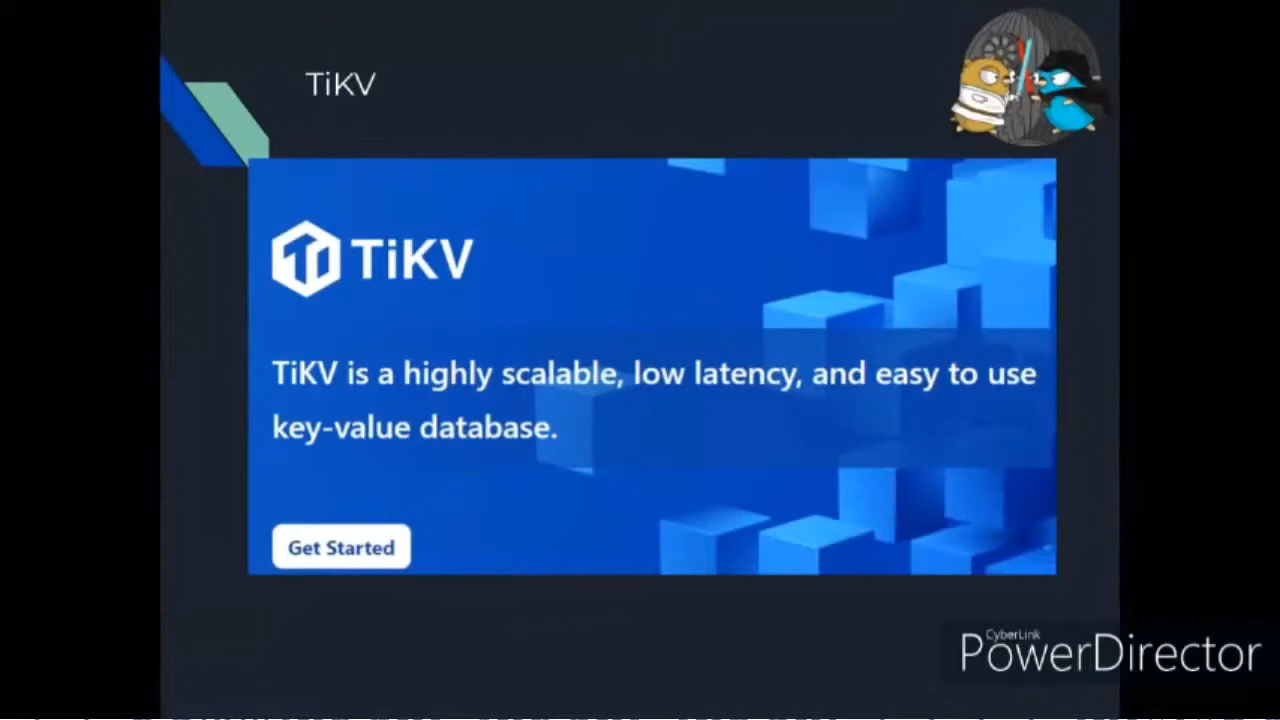 TiKV
TiKV
TiKV is a highly scalable, low latency, and easy to use
key-value database.
Get Started
CyberLink
PowerDirector